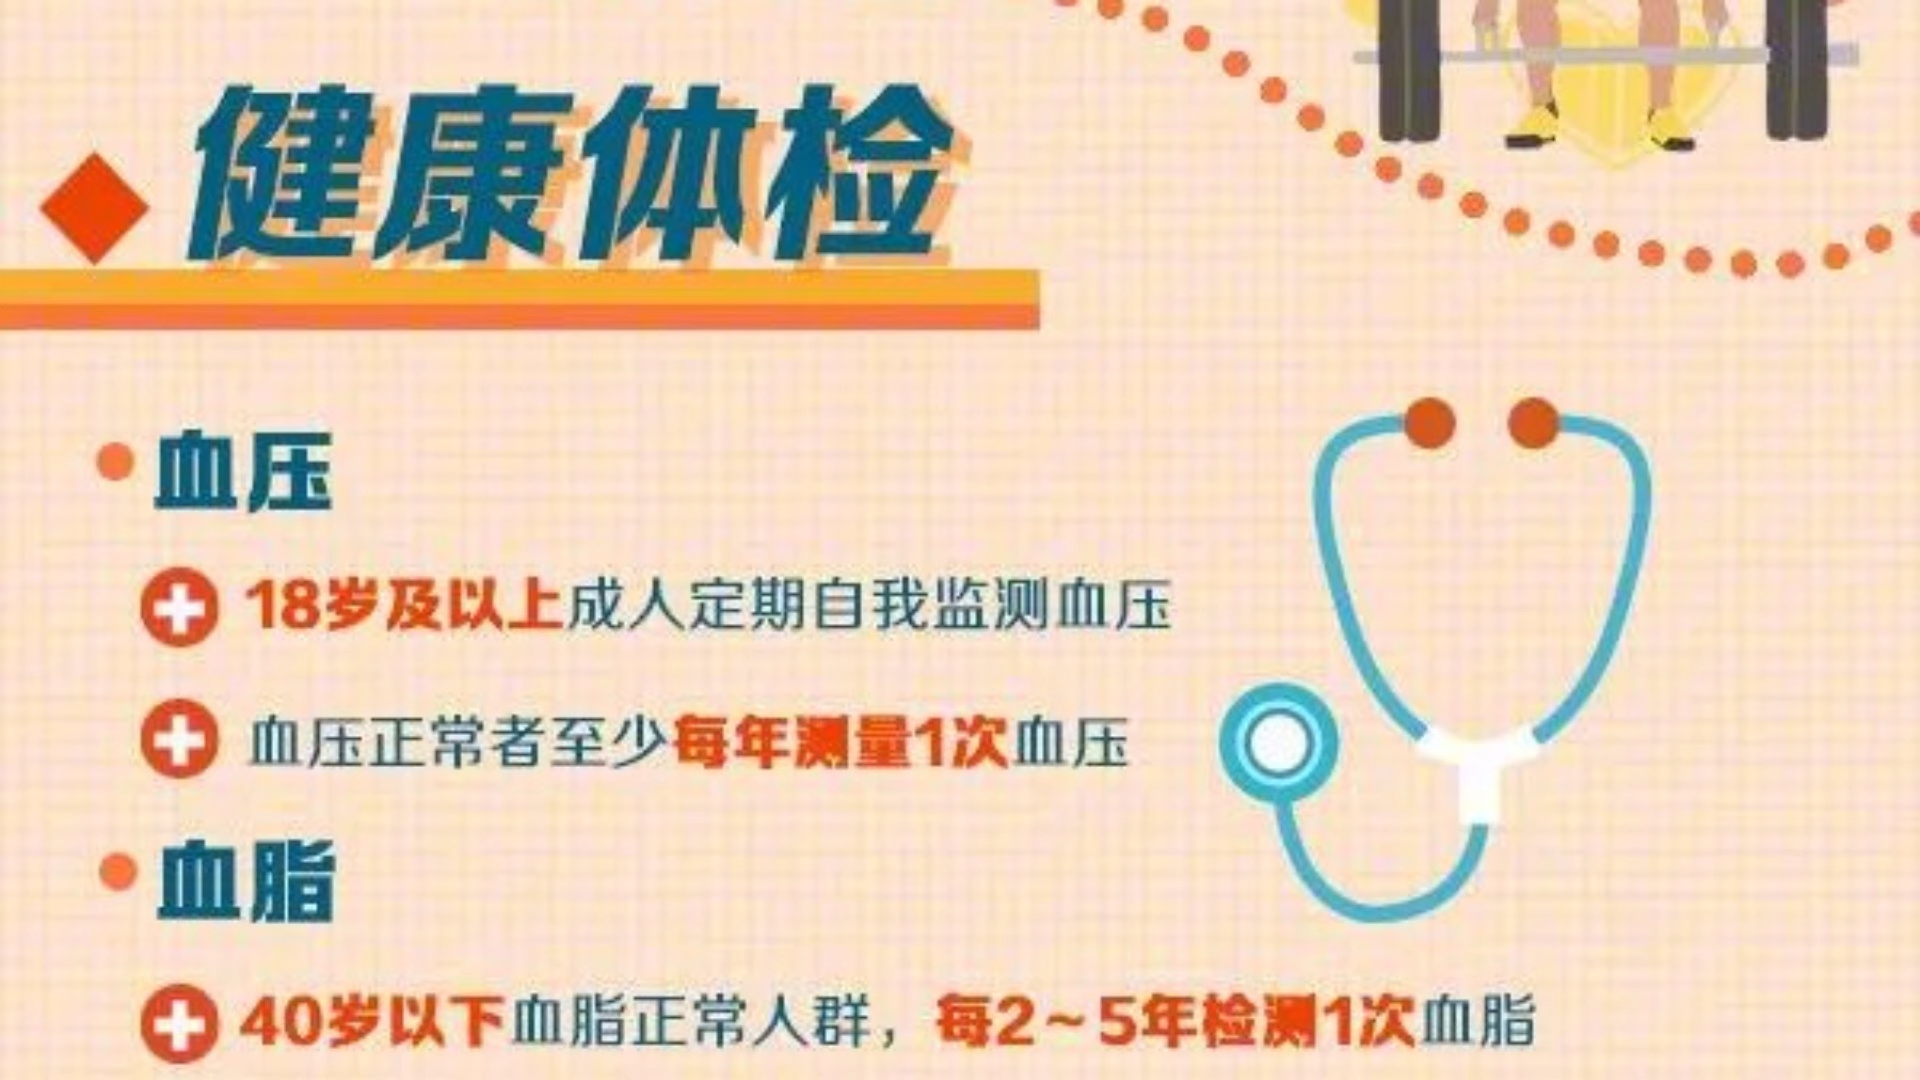 健康体检
血压
18岁及以上成人定期自我监测血压
血压正常者至少每年测量1次血压
血脂
40岁以下血脂正常人群，每2~5年检测1次血脂